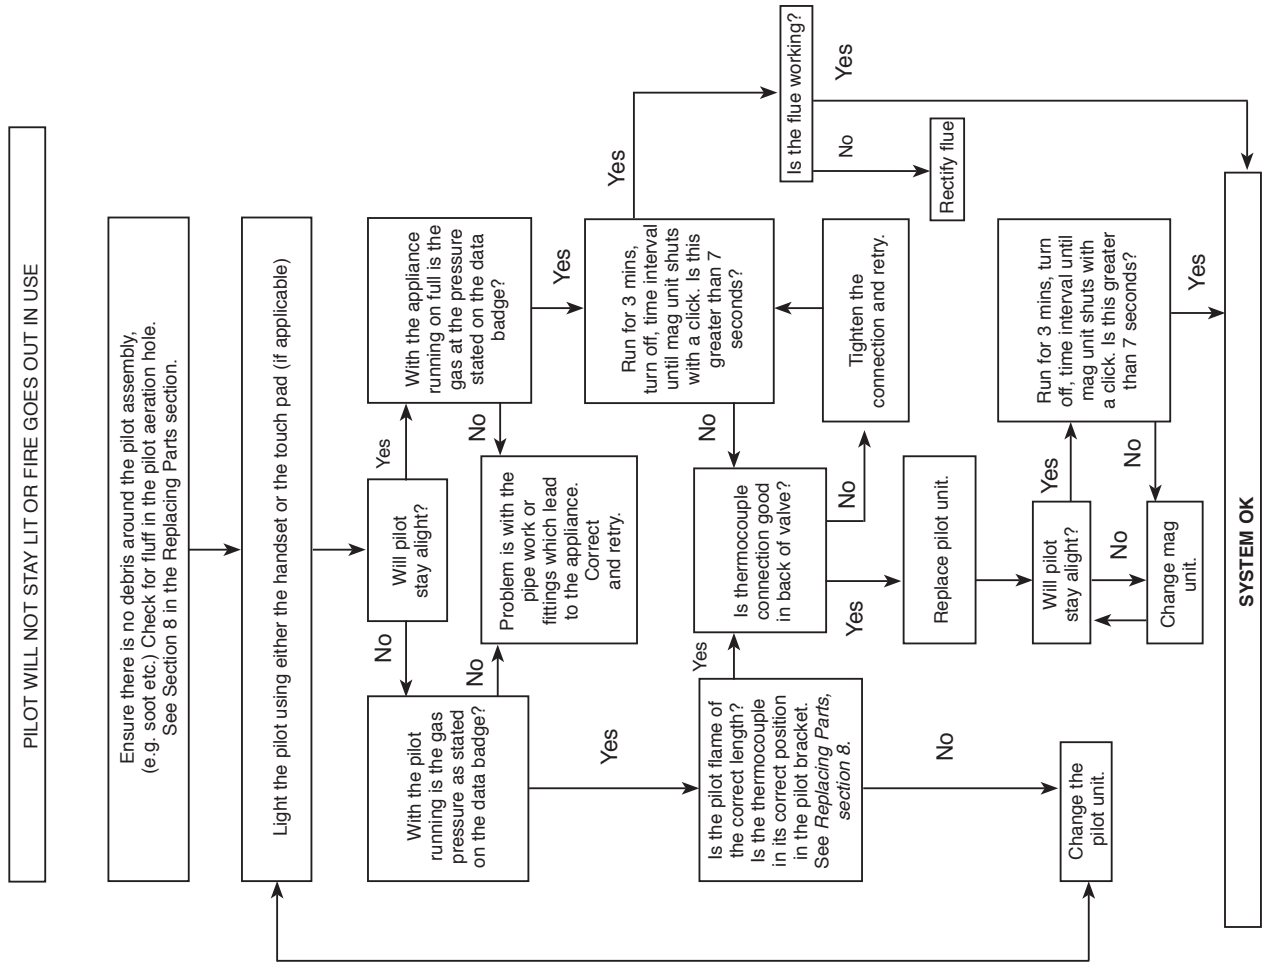 PILOT WILL NOT STAY LIT OR FIRE GOES OUT IN USE
Ensure there is no debris around the pilot assembly,
(e.g. soot etc.) Check for fluff in the pilot aeration hole.
See Section 8 in the Replacing Parts section.
Light the pilot using either the handset or the touch pad (if applicable)
Will pilot
stay alight?
No
Yes
With the pilot
running is the gas
pressure as stated
on the data badge?
With the appliance
running on full is the
gas at the pressure
stated on the data
badge?
No
No
Problem is with the
pipe work or
fittings which lead
to the appliance.
Correct
and retry.
Yes
Yes
Run for 3 mins,
turn off, time interval
until mag unit shuts
with a click. Is this
greater than 7
seconds?
Yes
No
Is the pilot flame of
the correct length?
Is the thermocouple
in its correct position
in the pilot bracket.
See Replacing Parts,
section 8.
Yes
Is thermocouple
connection good
in back of valve?
Is the flue working?
No
Yes
Rectify flue
No
Tighten the
connection and retry.
Yes
Replace pilot unit.
No
Change the
pilot unit.
Will pilot
stay alight?
Yes
Run for 3 mins, turn
off, time interval until
mag unit shuts with
a click. Is this greater
than 7 seconds?
No
No
Change mag
unit.
Yes
SYSTEM OK